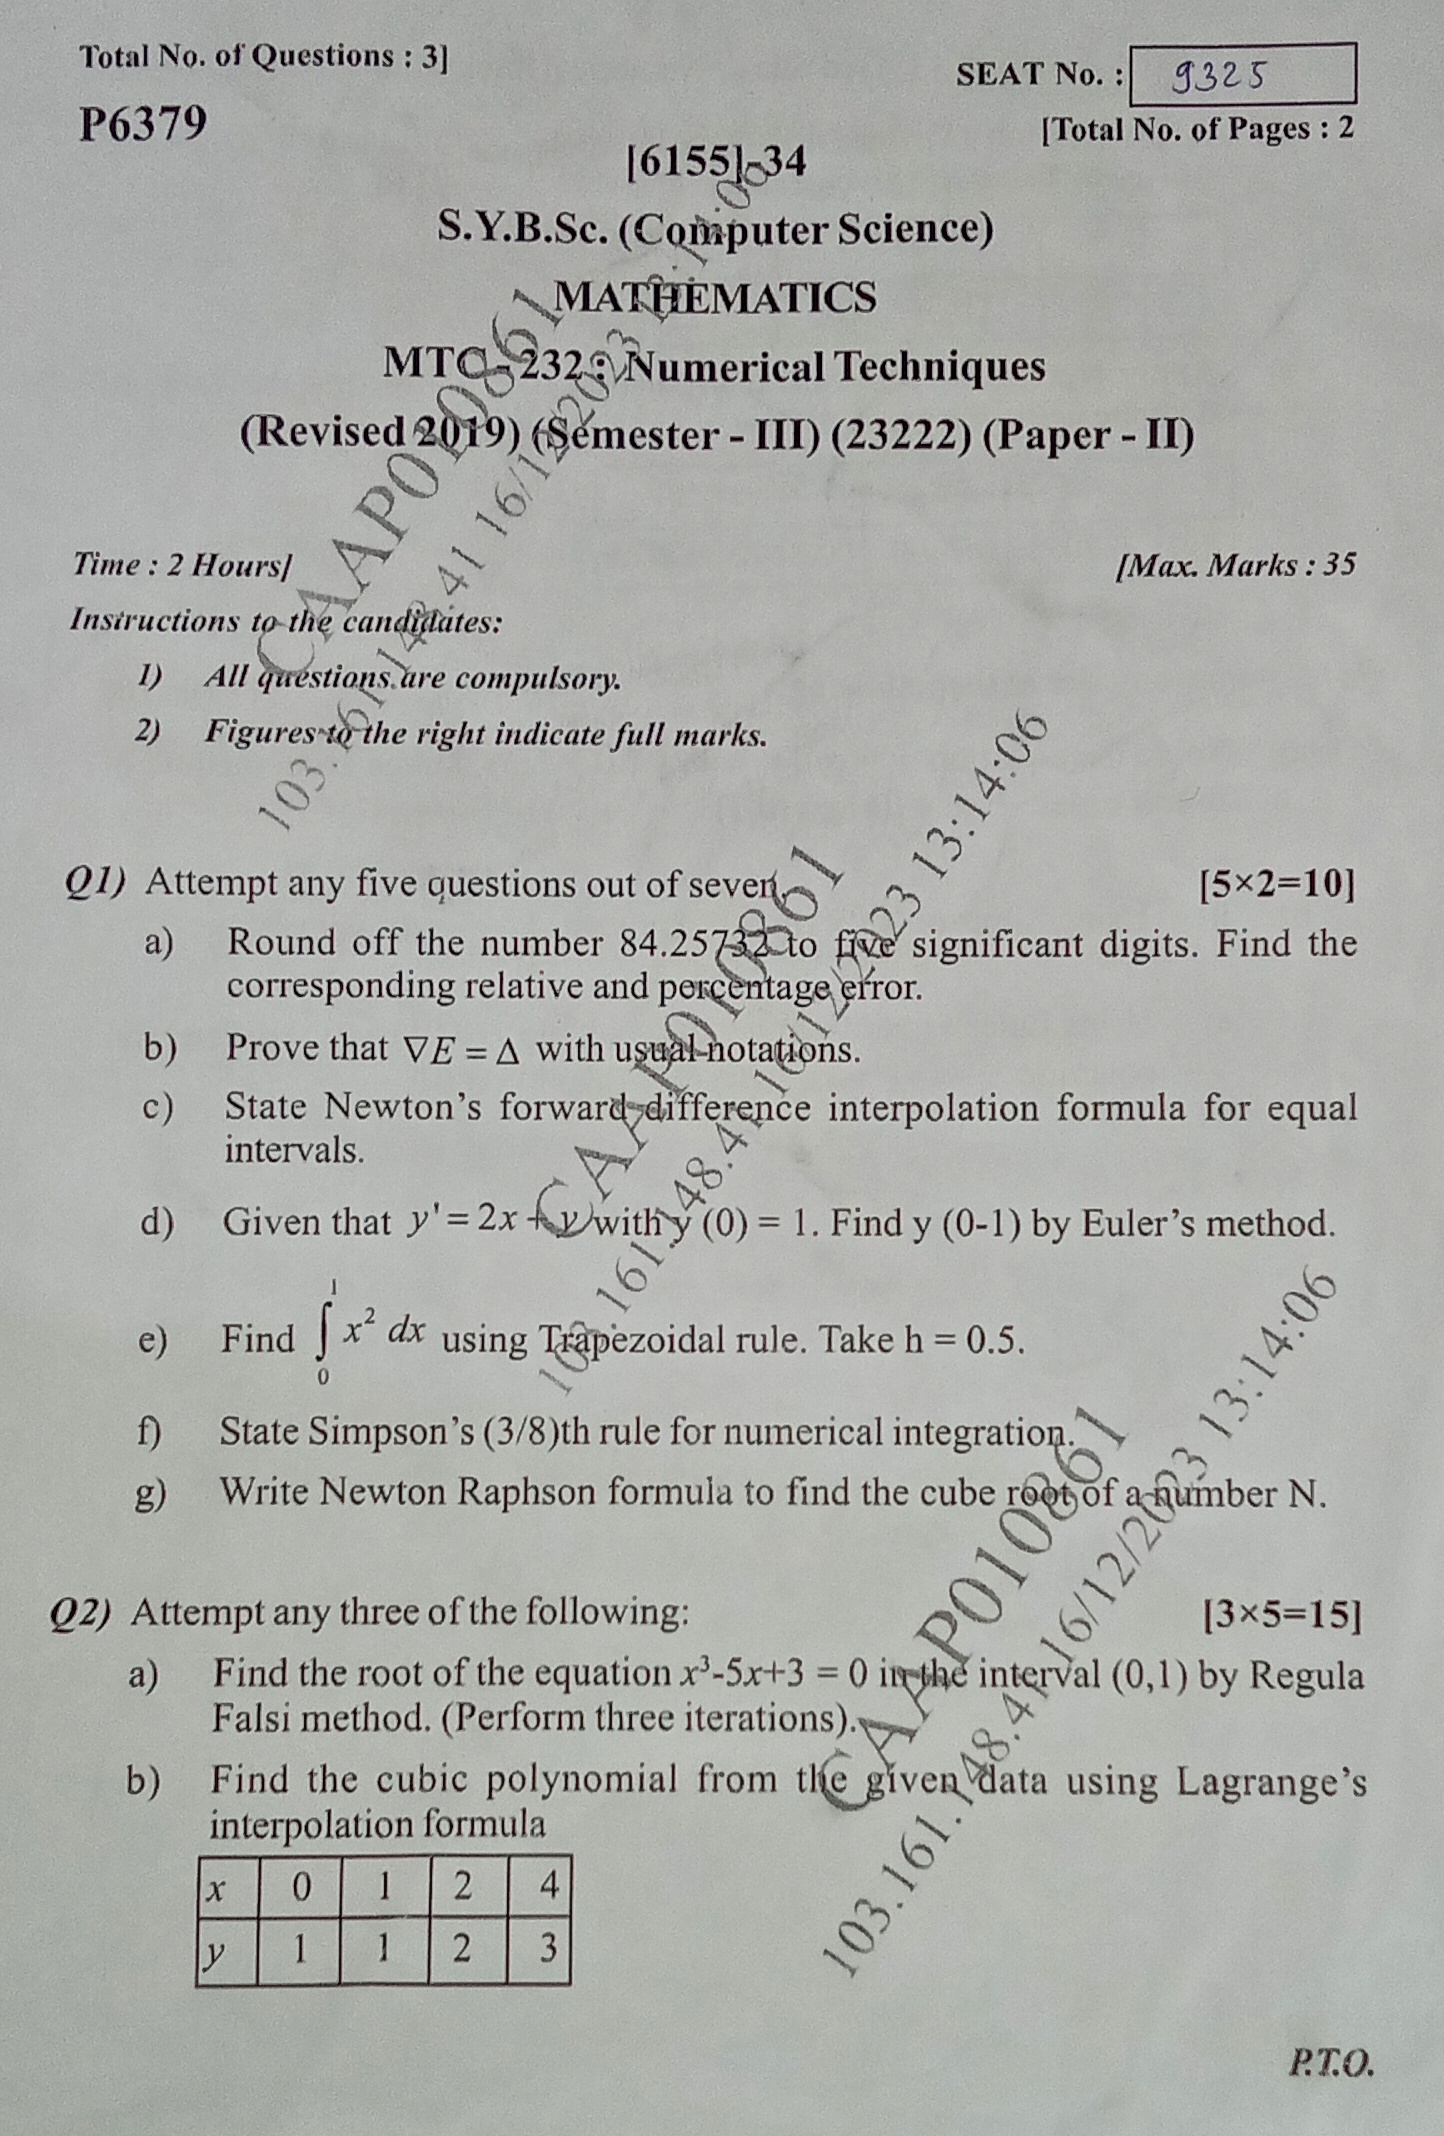 Total No. of Questions : 3]
SEAT No. : 9325
P6379
[Total No. of Pages : 2
[6155]-34
S.Y.B.Sc. (Computer Science)
MATHEMATICS
MTC - 232 : Numerical Techniques
(Revised 2019) (Semester - III) (23222) (Paper - II)
Time : 2 Hours]
[Max. Marks : 35
Instructions to the candidates:
1) All questions are compulsory.
2) Figures to the right indicate full marks.
Q1) Attempt any five questions out of seven. [5×2=10]
a) Round off the number 84.25732 to five significant digits. Find the
corresponding relative and percentage error.
b) Prove that ∇E = Δ with usual notations.
c) State Newton's forward difference interpolation formula for equal
intervals.
d) Given that y' = 2x + y with y (0) = 1. Find y (0-1) by Euler's method.
e) Find ∫₀¹ x² dx using Trapezoidal rule. Take h = 0.5.
f) State Simpson's (3/8)th rule for numerical integration.
g) Write Newton Raphson formula to find the cube root of a number N.
Q2) Attempt any three of the following: [3×5=15]
a) Find the root of the equation x³-5x+3 = 0 in the interval (0,1) by Regula
Falsi method. (Perform three iterations).
b) Find the cubic polynomial from the given data using Lagrange's
interpolation formula
x 0 1 2 4
y 1 1 2 3
P.T.O.
CAAP010861
103.161.148.41 16/12/2023 13:14:06
CAAP010861
103.161.148.41 16/12/2023 13:14:06
CAAP010861
103.161.148.41 16/12/2023 13:14:06